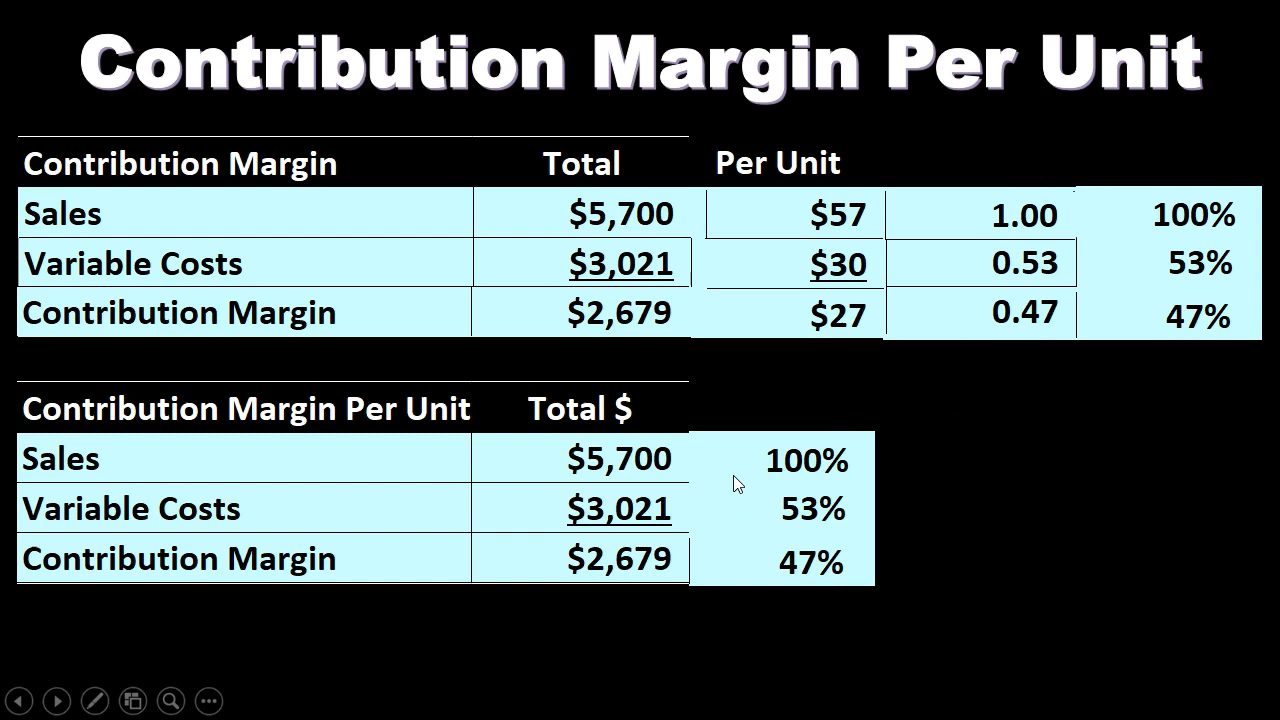 Contribution Margin Per Unit
Contribution Margin Total Per Unit
Sales $5,700 $57 1.00 100%
Variable Costs $3,021 $30 0.53 53%
Contribution Margin $2,679 $27 0.47 47%
Contribution Margin Per Unit Total $
Sales $5,700 100%
Variable Costs $3,021 53%
Contribution Margin $2,679 47%